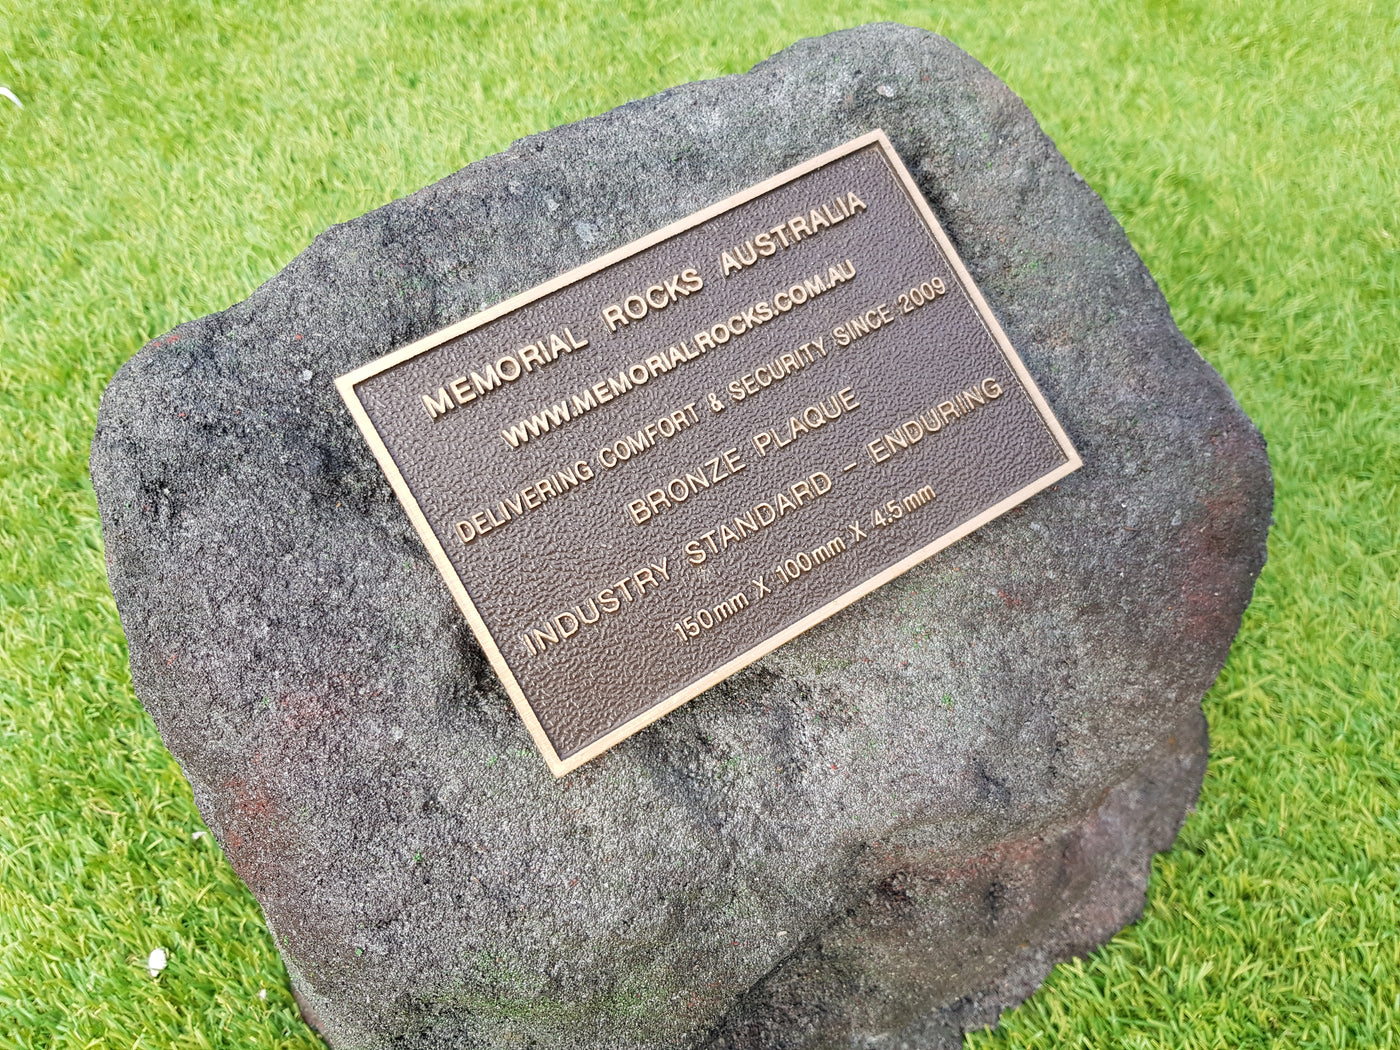 MEMORIAL ROCKS AUSTRALIA
WWW.MEMORIALROCKS.COM.AU
DELIVERING COMFORT & SECURITY SINCE 2009
BRONZE PLAQUE
INDUSTRY STANDARD - ENDURING
150mm X 100mm X 4.5mm